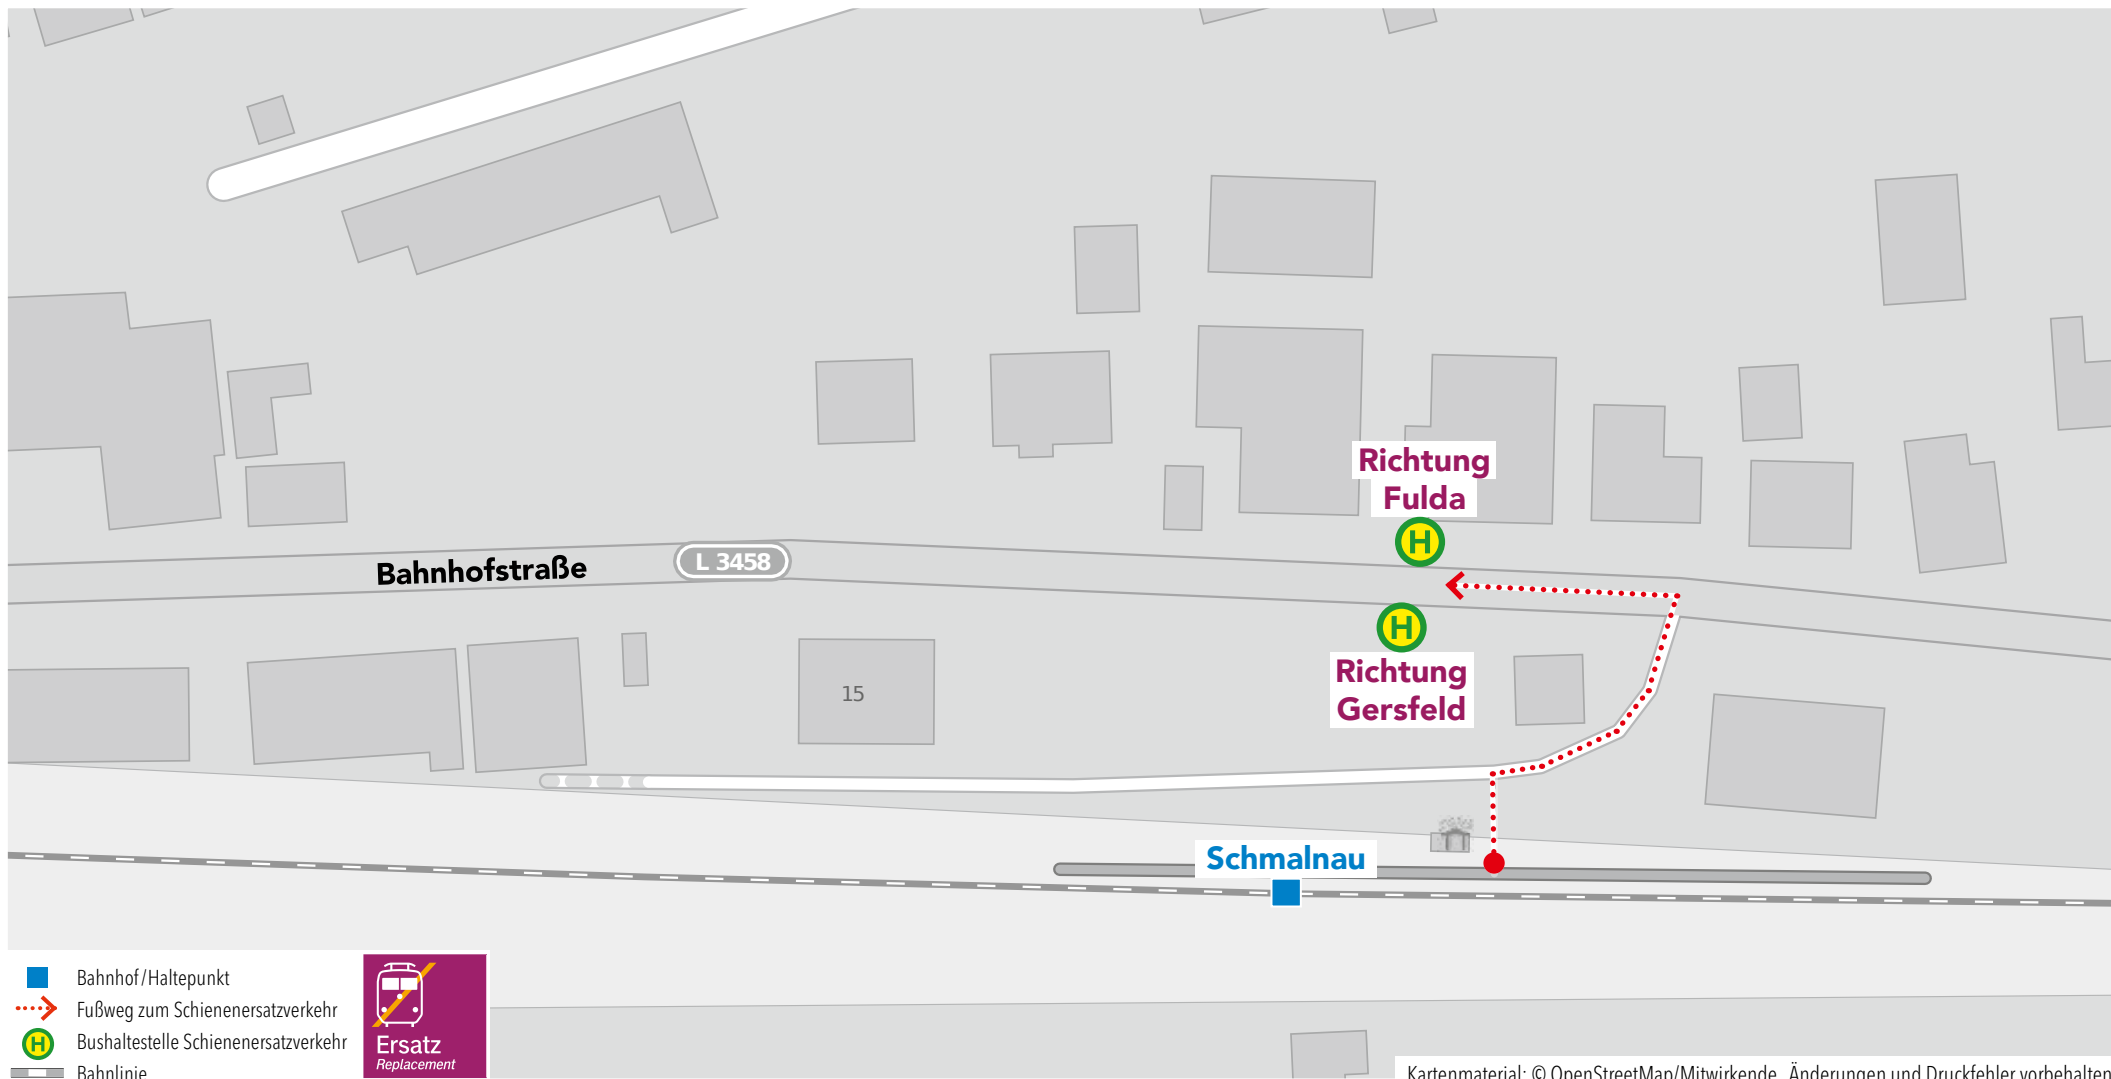 Richtung
Fulda
H
Bahnhofstraße
L 3458
H
Richtung
Gersfeld
15
Schmalnau
Bahnhof/Haltepunkt
Fußweg zum Schienenersatzverkehr
H
Bushaltestelle Schienenersatzverkehr
Bahnlinie
Ersatz
Replacement
Kartenmaterial: © OpenStreetMap/Mitwirkende Änderungen und Druckfehler vorbehalten